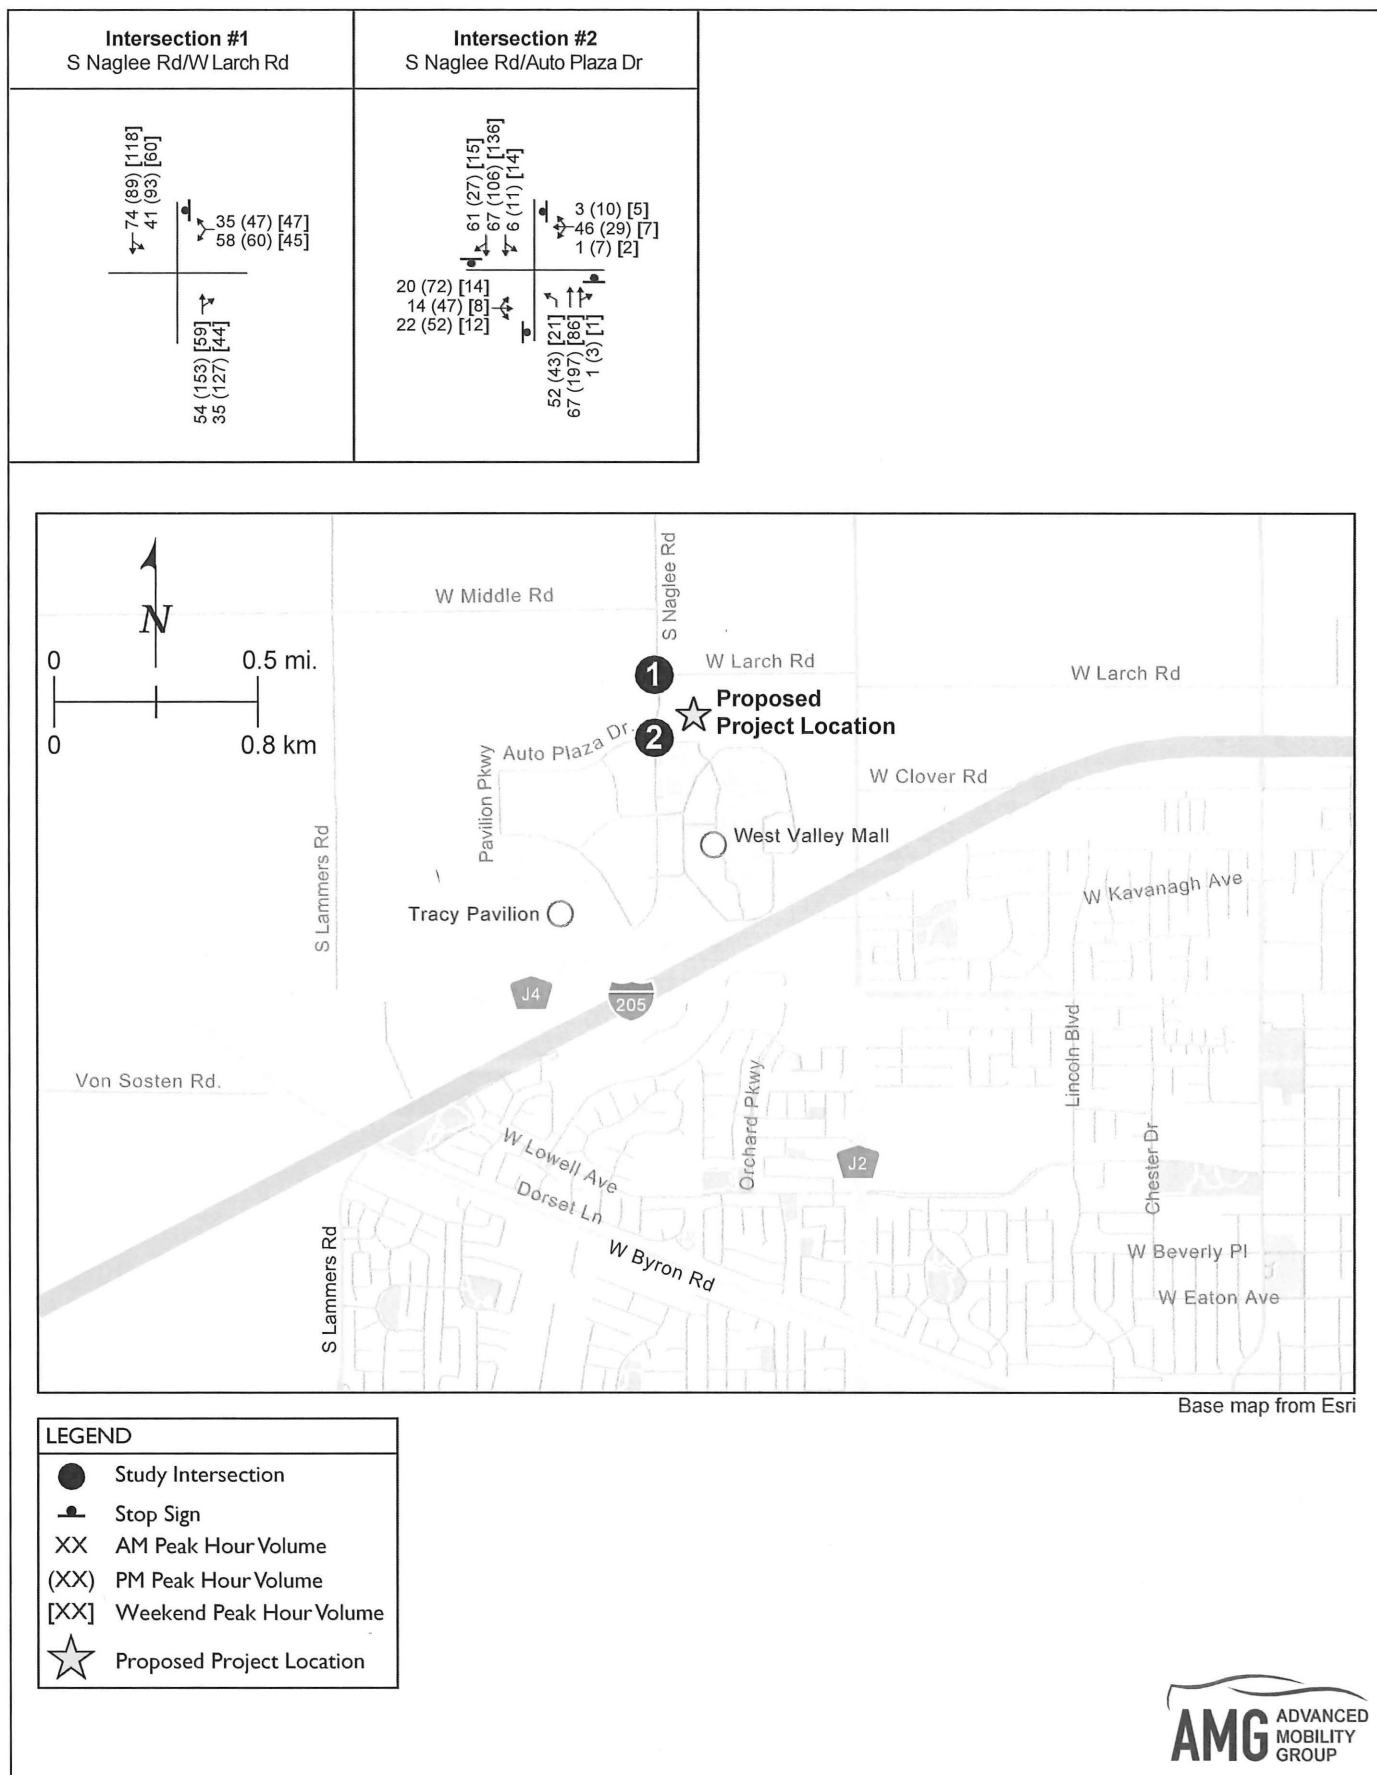 Intersection #1
S Naglee Rd/W Larch Rd
74 (89) [118]
41 (93) [60]
35 (47) [47]
58 (60) [45]
54 (153) [59]
35 (127) [44]
Intersection #2
S Naglee Rd/Auto Plaza Dr
61 (27) [15]
67 (106) [136]
6 (11) [14]
3 (10) [5]
46 (29) [7]
1 (7) [2]
20 (72) [14]
14 (47) [8]
22 (52) [12]
52 (43) [21]
67 (197) [86]
1 (3) [1]
N
0 0.5 mi.
0 0.8 km
W Middle Rd
S Naglee Rd
1
W Larch Rd
W Larch Rd
Proposed
Project Location
2
Auto Plaza Dr.
Pavilion Pkwy
W Clover Rd
West Valley Mall
S Lammers Rd
W Kavanagh Ave
Tracy Pavilion
J4
205
Von Sosten Rd.
Orchard Pkwy
Lincoln Blvd
W Lowell Ave
J2
Chester Dr
Dorset Ln
W Byron Rd
S Lammers Rd
W Beverly Pl
W Eaton Ave
Base map from Esri
LEGEND
Study Intersection
Stop Sign
XX AM Peak Hour Volume
(XX) PM Peak Hour Volume
[XX] Weekend Peak Hour Volume
Proposed Project Location
AMG
ADVANCED
MOBILITY
GROUP